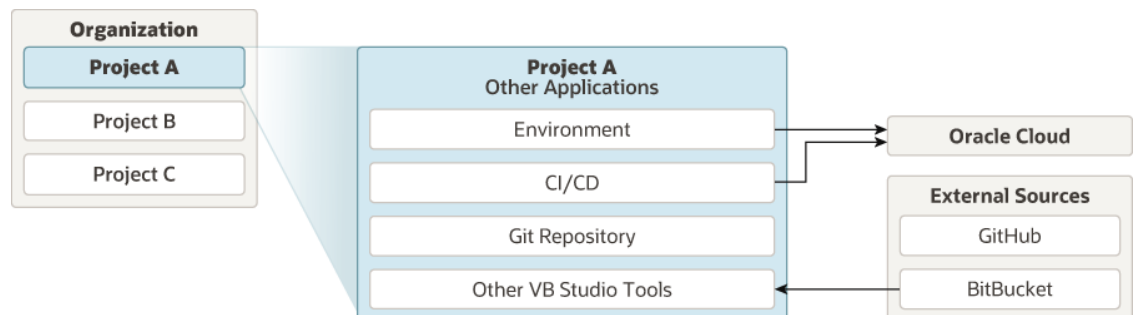 Organization
Project A
Project B
Project C
Project A
Other Applications
Environment
CI/CD
Git Repository
Other VB Studio Tools
Oracle Cloud
External Sources
GitHub
BitBucket